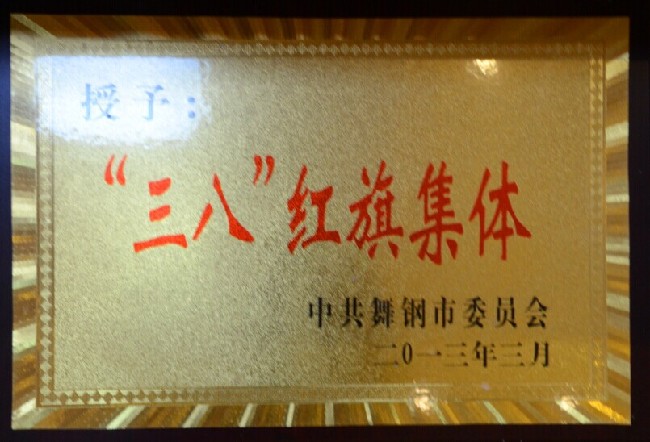 授予：
“三八”红旗集体
中共舞钢市委员会
二0一三年三月